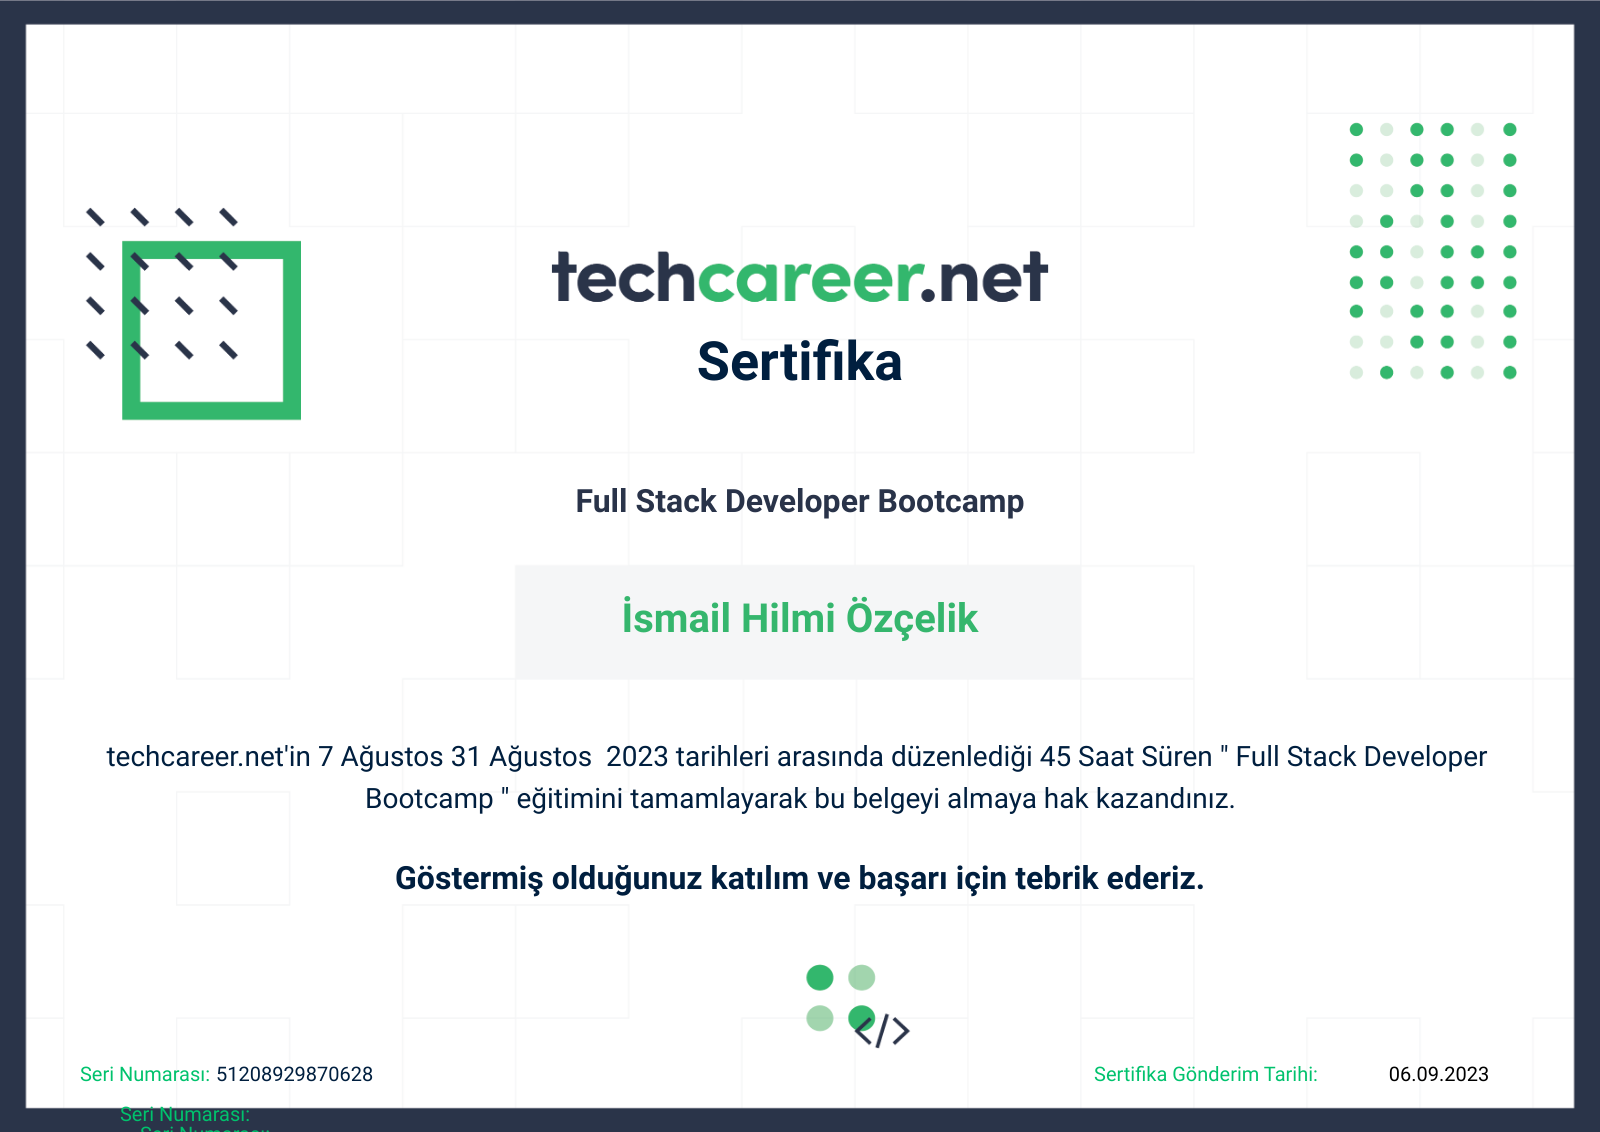 techcareer.net
Sertifika
Full Stack Developer Bootcamp
İsmail Hilmi Özçelik
techcareer.net'in 7 Ağustos 31 Ağustos  2023 tarihleri arasında düzenlediği 45 Saat Süren " Full Stack Developer
Bootcamp " eğitimini tamamlayarak bu belgeyi almaya hak kazandınız.
Göstermiş olduğunuz katılım ve başarı için tebrik ederiz.
</>
Seri Numarası: 51208929870628
Sertifika Gönderim Tarihi: 06.09.2023
Seri Numarası:
Seri Numarası: